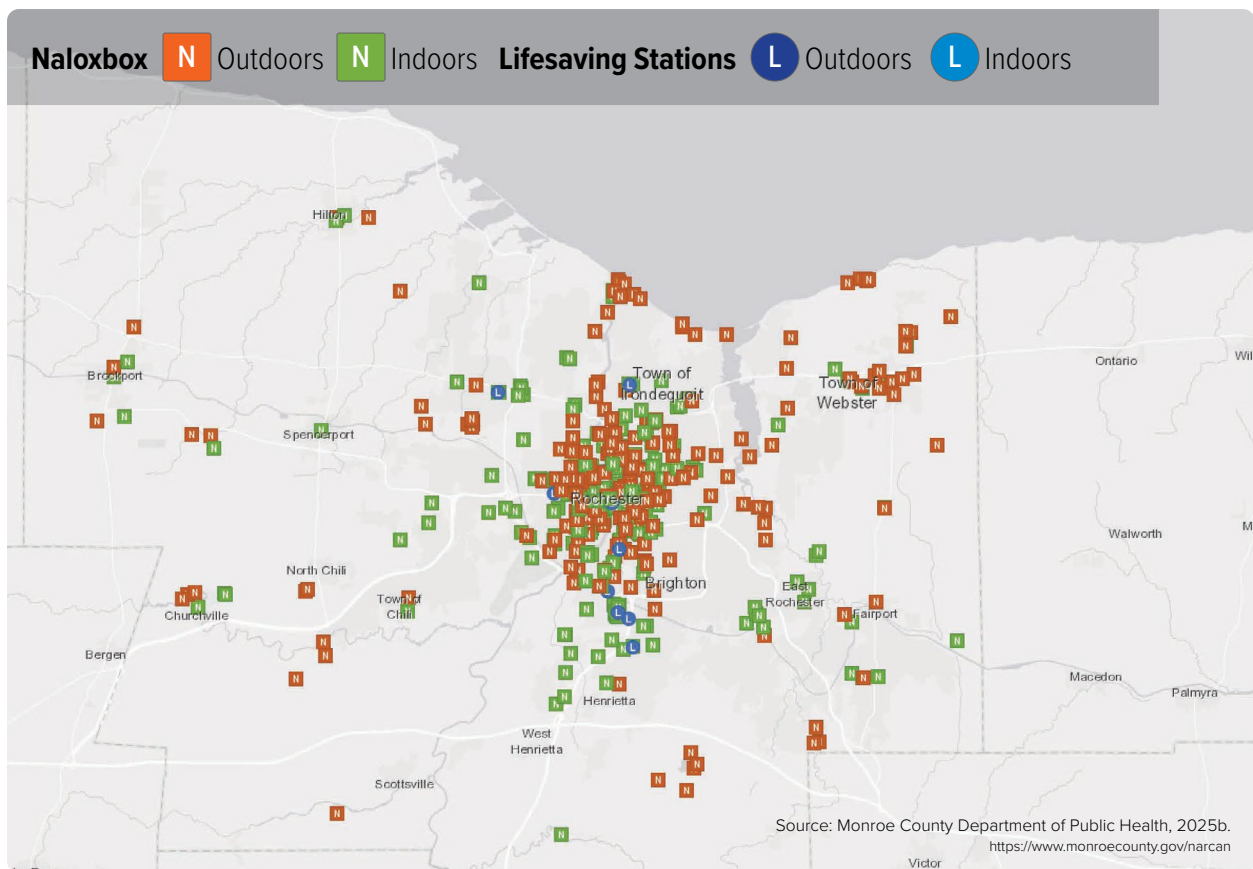 Naloxbox N Outdoors N Indoors Lifesaving Stations L Outdoors L Indoors
Hilton
Brockport
Town of
Irondequoit
Town of
Webster
Ontario
Spencerport
Rochester
Walworth
North Chili
Churchville
Town of
Chili
Brighton
East
Rochester
Fairport
Bergen
Macedon
Palmyra
Henrietta
West
Henrietta
Scottsville
Source: Monroe County Department of Public Health, 2025b.
https://www.monroecounty.gov/narcan
Victor